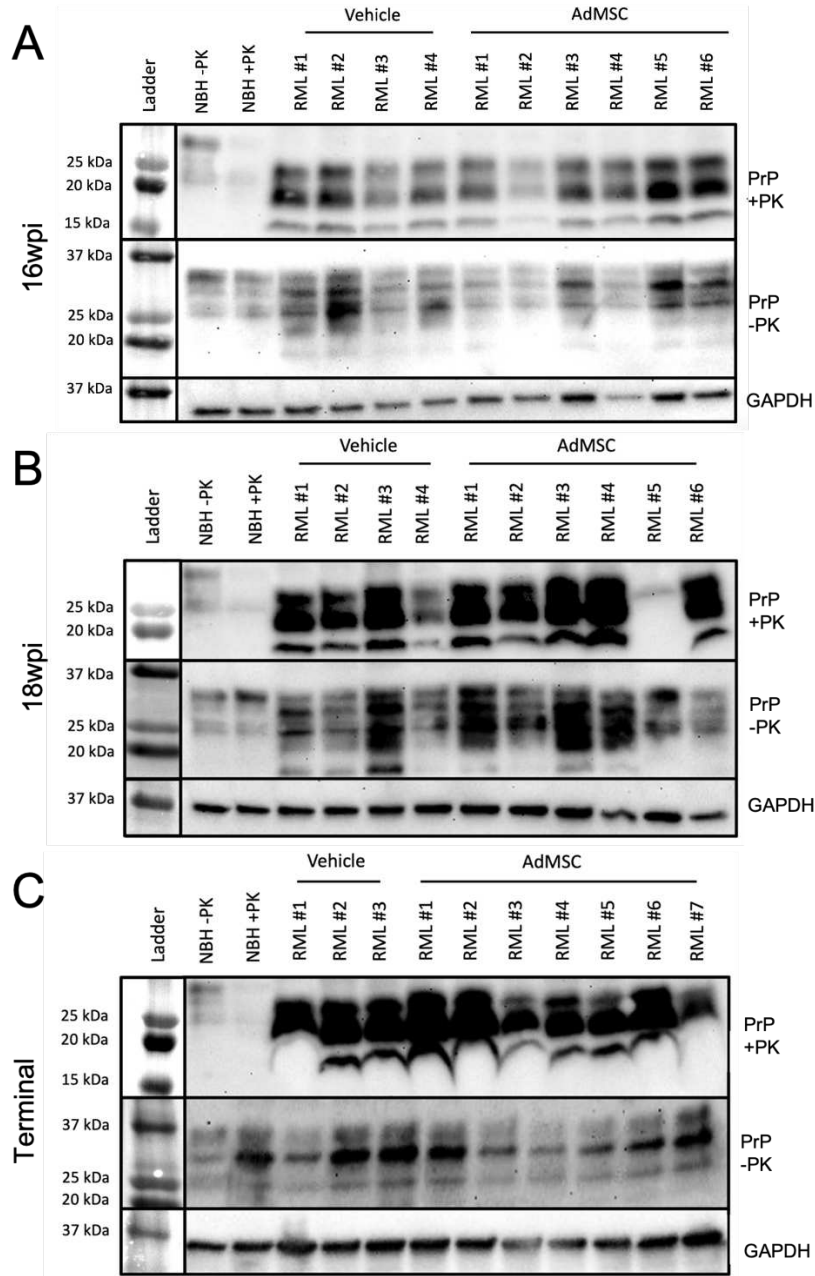 A
Vehicle
AdMSC
Ladder
NBH -PK
NBH +PK
RML #1
RML #2
RML #3
RML #4
RML #1
RML #2
RML #3
RML #4
RML #5
RML #6
16wpi
25 kDa
20 kDa
15 kDa
PrP
+PK
37 kDa
25 kDa
20 kDa
PrP
-PK
37 kDa
GAPDH
B
Vehicle
AdMSC
Ladder
NBH -PK
NBH +PK
RML #1
RML #2
RML #3
RML #4
RML #1
RML #2
RML #3
RML #4
RML #5
RML #6
18wpi
25 kDa
20 kDa
PrP
+PK
37 kDa
25 kDa
20 kDa
PrP
-PK
37 kDa
GAPDH
C
Vehicle
AdMSC
Ladder
NBH -PK
NBH +PK
RML #1
RML #2
RML #3
RML #1
RML #2
RML #3
RML #4
RML #5
RML #6
RML #7
Terminal
25 kDa
20 kDa
15 kDa
PrP
+PK
37 kDa
25 kDa
20 kDa
PrP
-PK
37 kDa
GAPDH